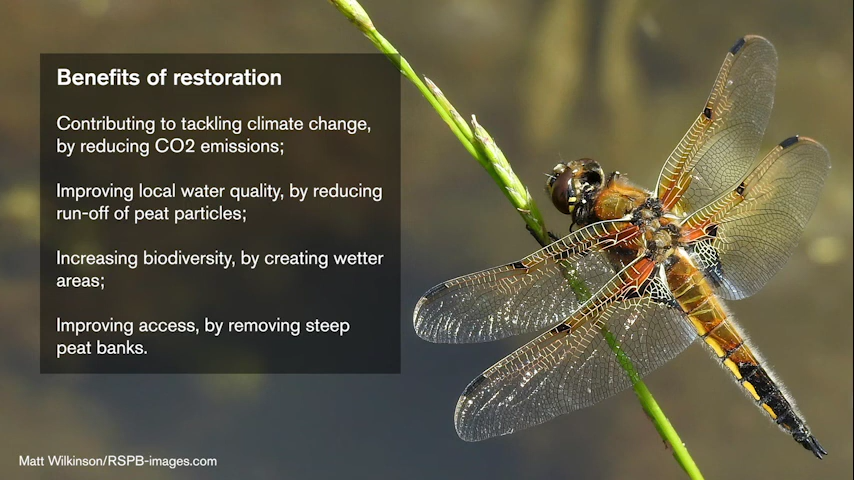 Benefits of restoration
Contributing to tackling climate change,
by reducing CO2 emissions;
Improving local water quality, by reducing
run-off of peat particles;
Increasing biodiversity, by creating wetter
areas;
Improving access, by removing steep
peat banks.
Matt Wilkinson/RSPB-images.com